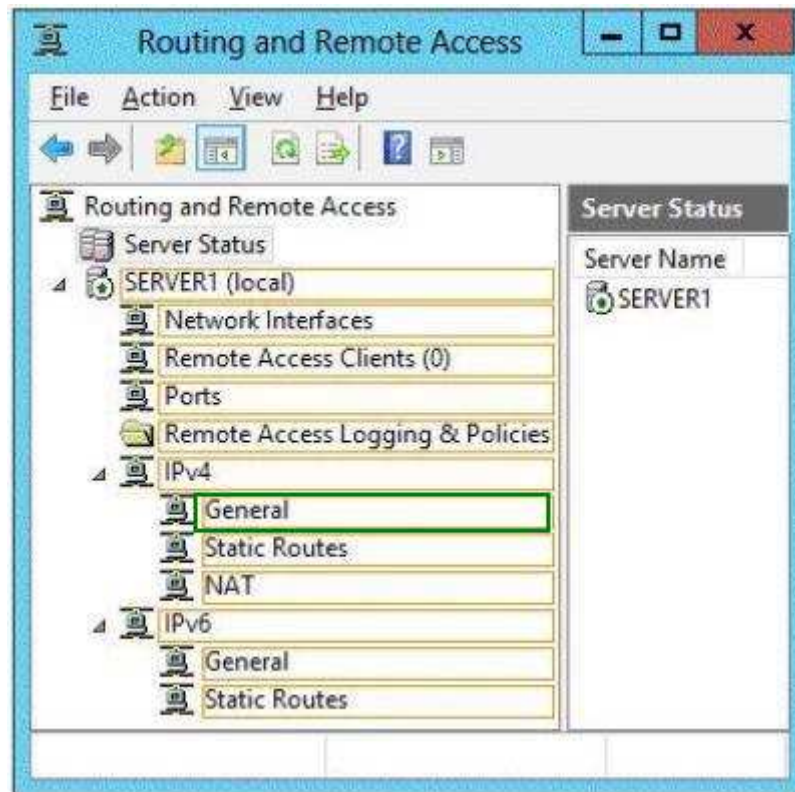 Routing and Remote Access
File Action View Help
Routing and Remote Access
Server Status
SERVER1 (local)
Network Interfaces
Remote Access Clients (0)
Ports
Remote Access Logging & Policies
IPv4
General
Static Routes
NAT
IPv6
General
Static Routes
Server Status
Server Name
SERVER1